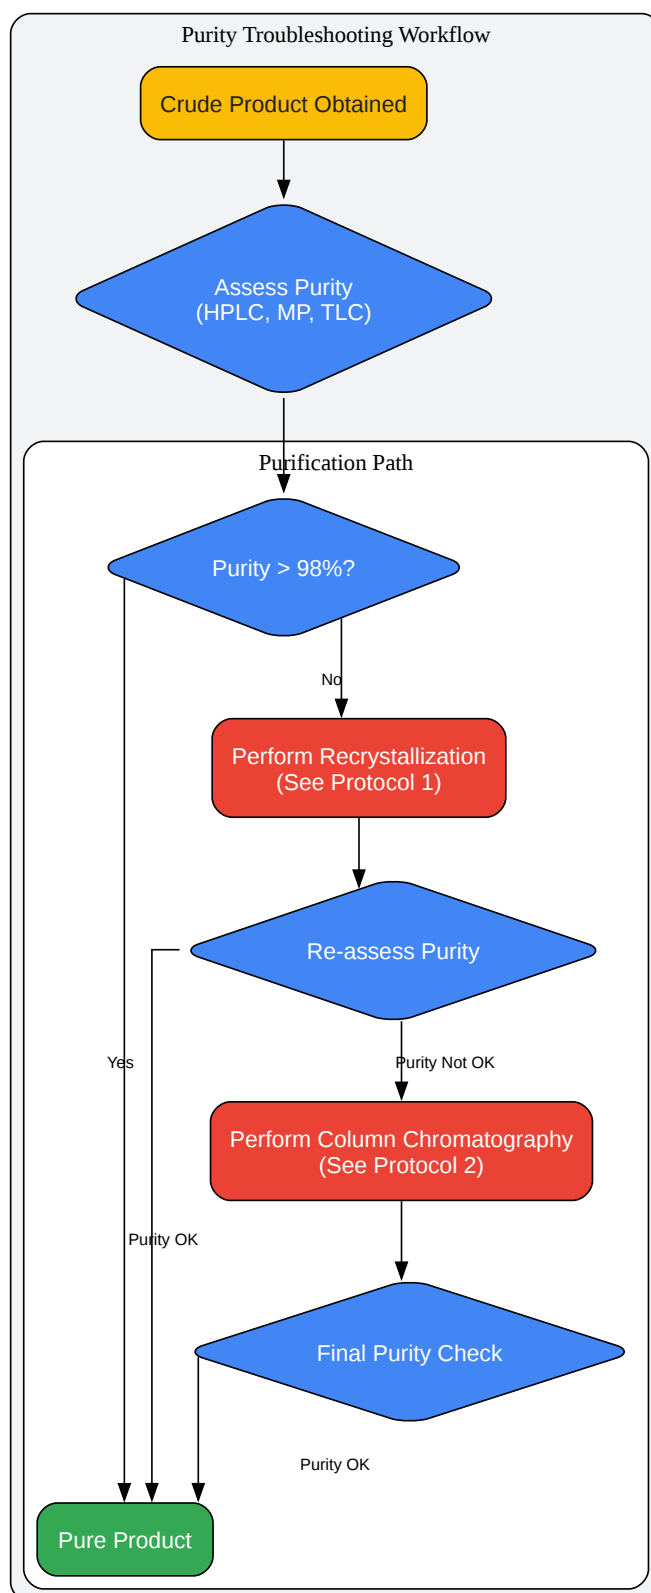 Purity Troubleshooting Workflow
Crude Product Obtained
Assess Purity
(HPLC, MP, TLC)
Purification Path
Purity > 98%?
No
Perform Recrystallization
(See Protocol 1)
Re-assess Purity
Yes
Purity Not OK
Perform Column Chromatography
(See Protocol 2)
Purity OK
Final Purity Check
Purity OK
Pure Product